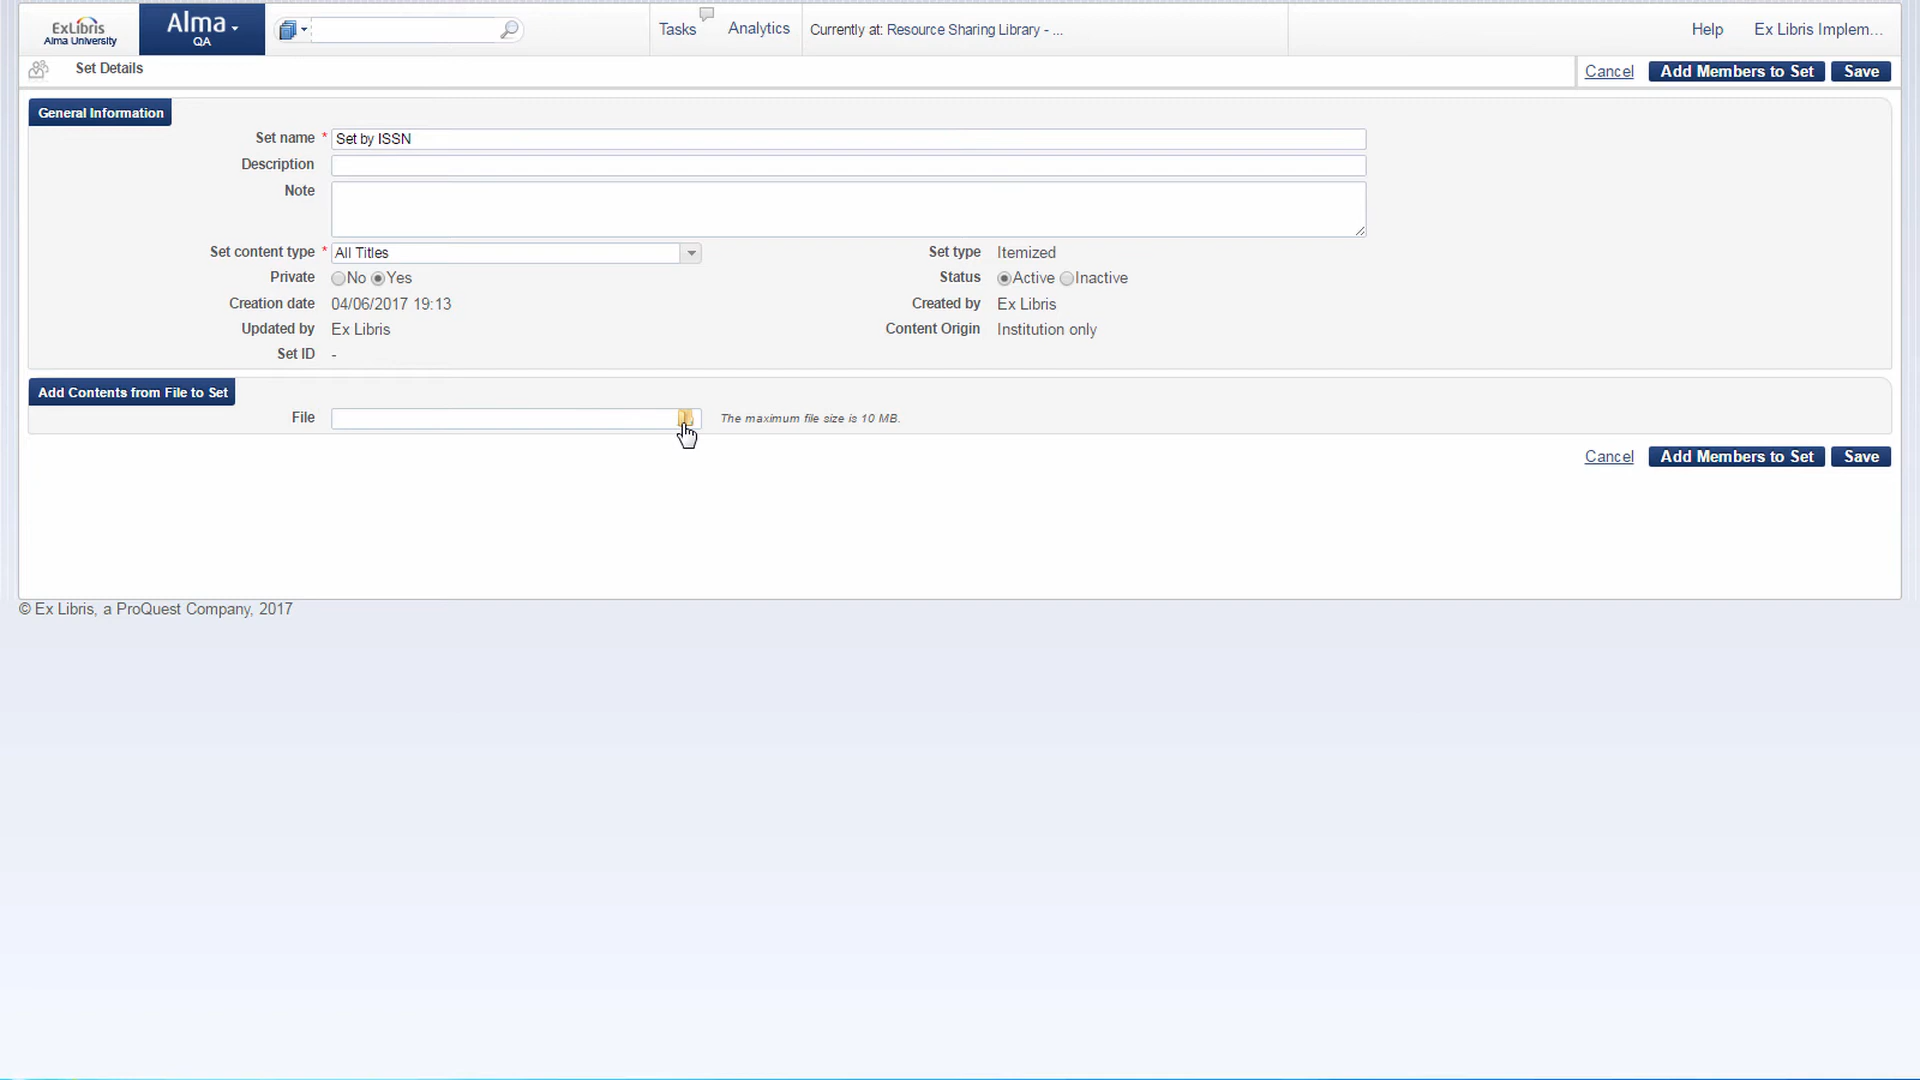 ExLibris
Alma University
Alma
QA
Tasks
Analytics
Currently at: Resource Sharing Library - ...
Help
Ex Libris Implem...
Set Details
Cancel
Add Members to Set
Save
General Information
Set name * Set by ISSN
Description
Note
Set content type * All Titles
Set type Itemized
Private No Yes
Status Active Inactive
Creation date 04/06/2017 19:13
Created by Ex Libris
Updated by Ex Libris
Content Origin Institution only
Set ID -
Add Contents from File to Set
File
The maximum file size is 10 MB.
Cancel
Add Members to Set
Save
© Ex Libris, a ProQuest Company, 2017